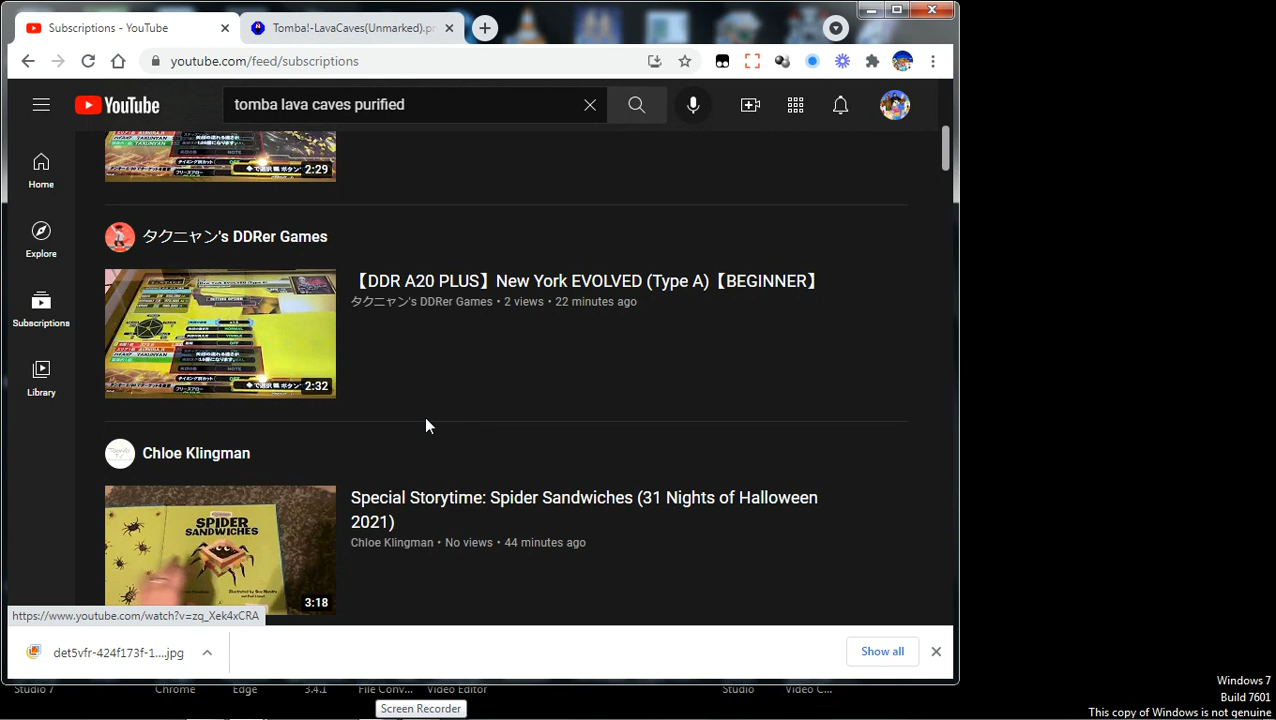 Subscriptions - YouTube
Tomba!-LavaCaves(Unmarked).pr
youtube.com/feed/subscriptions
YouTube
tomba lava caves purified
Home
Explore
Subscriptions
Library
2:29
タクニャン's DDRer Games
【DDR A20 PLUS】New York EVOLVED (Type A)【BEGINNER】
タクニャン's DDRer Games • 2 views • 22 minutes ago
2:32
Chloe Klingman
Special Storytime: Spider Sandwiches (31 Nights of Halloween
2021)
Chloe Klingman • No views • 44 minutes ago
SPIDER
SANDWICHES
3:18
https://www.youtube.com/watch?v=zq_Xek4xCRA
det5vfr-424f173f-1....jpg
Show all
Studio 7
Chrome
Edge
3.4.1
File Conv...
Video Editor
Studio
Video C...
Screen Recorder
Windows 7
Build 7601
This copy of Windows is not genuine